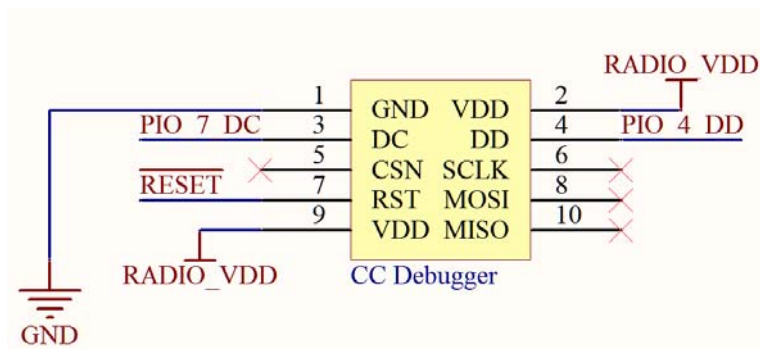 RADIO_VDD
1 GND VDD 2
PIO_7_DC 3 DC DD 4 PIO_4_DD
5 CSN SCLK 6
RESET 7 RST MOSI 8
9 VDD MISO 10
RADIO_VDD CC Debugger
GND